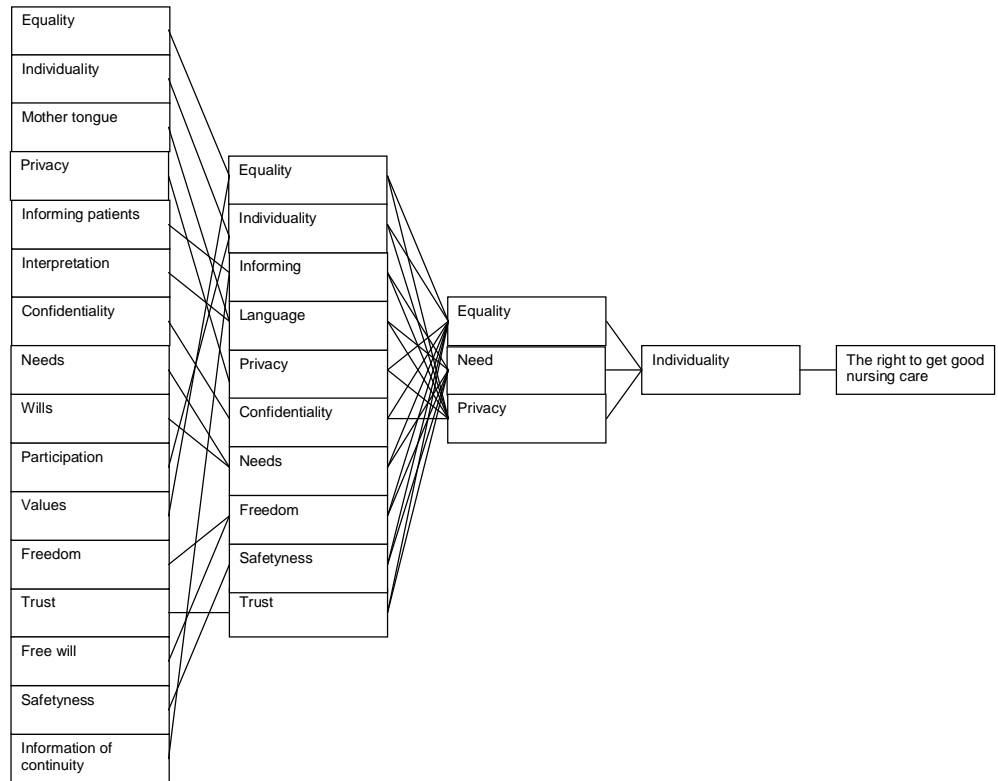 Equality
Individuality
Mother tongue
Privacy
Informing patients
Interpretation
Confidentiality
Needs
Wills
Participation
Values
Freedom
Trust
Free will
Safetyness
Information of
continuity
Equality
Individuality
Informing
Language
Privacy
Confidentiality
Needs
Freedom
Safetyness
Trust
Equality
Need
Privacy
Individuality
The right to get good
nursing care